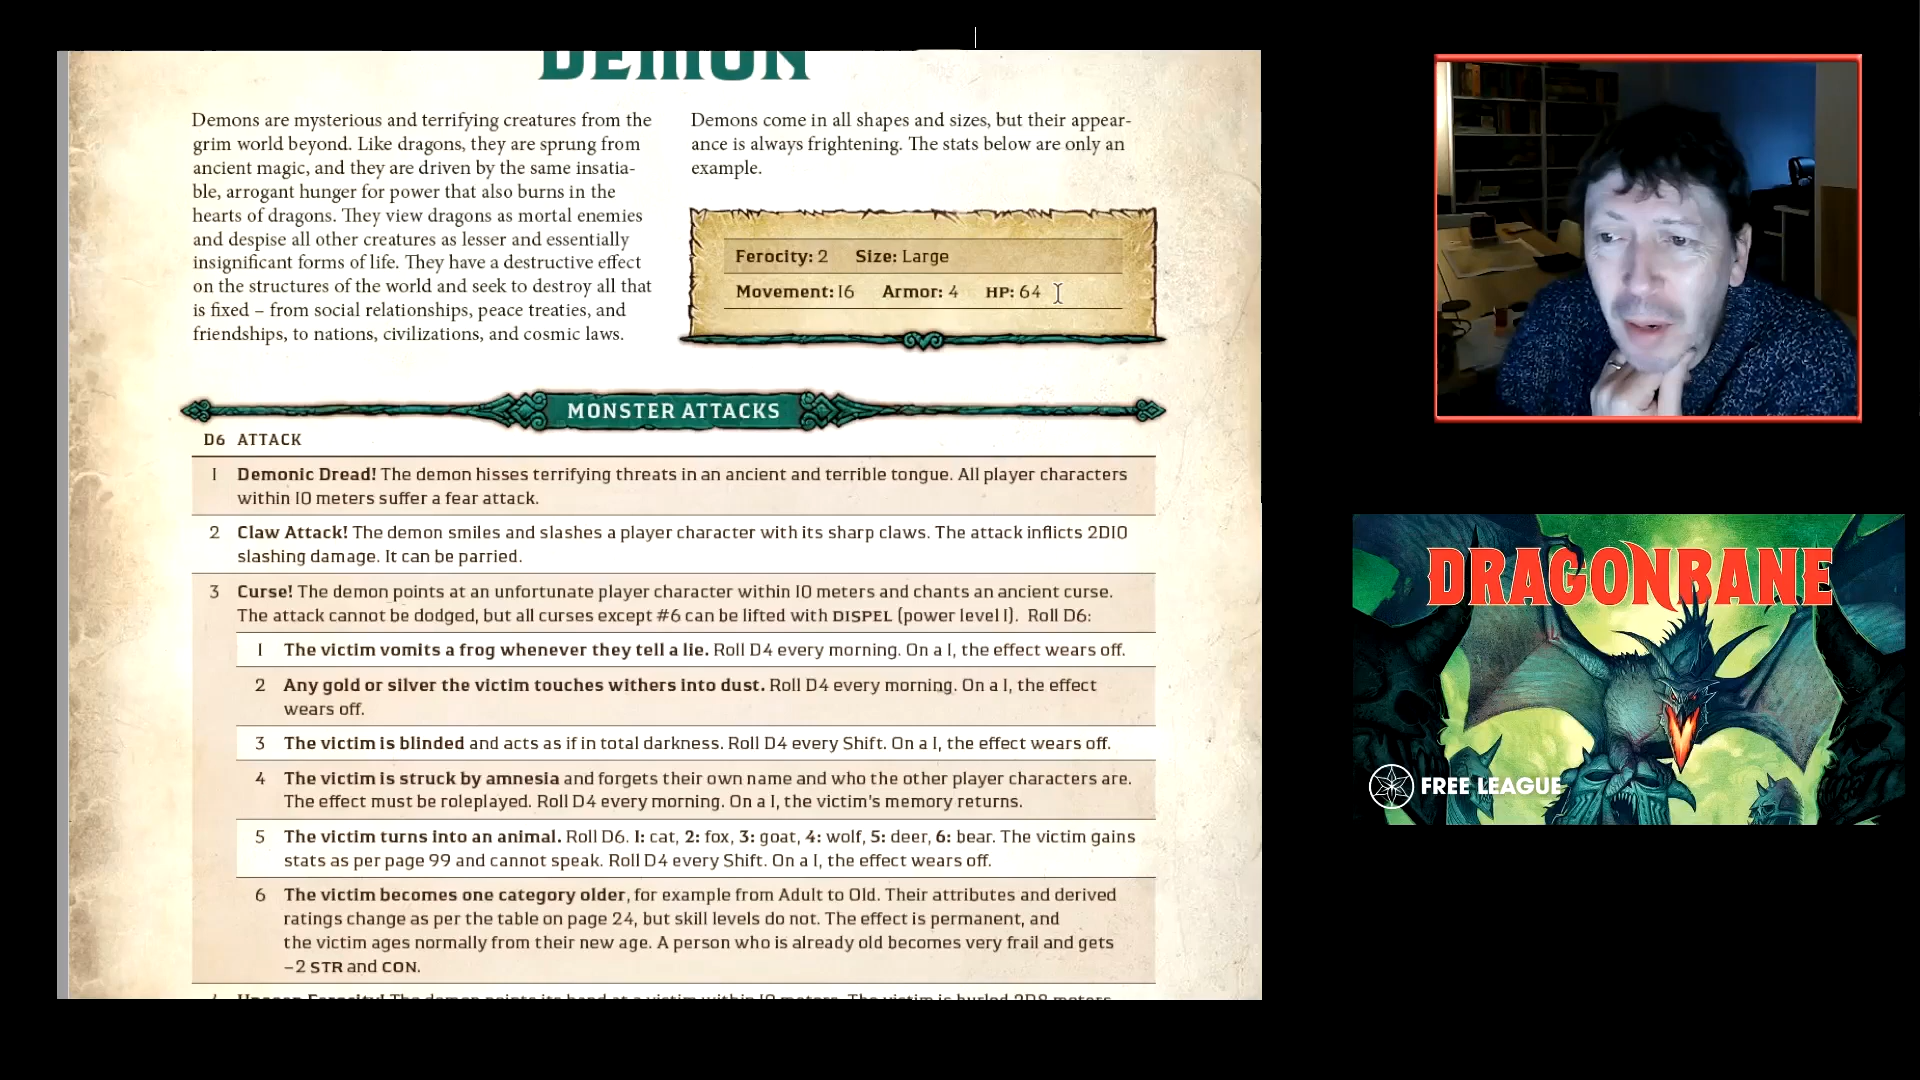 DEMON
Demons are mysterious and terrifying creatures from the
grim world beyond. Like dragons, they are sprung from
ancient magic, and they are driven by the same insatia-
ble, arrogant hunger for power that also burns in the
hearts of dragons. They view dragons as mortal enemies
and despise all other creatures as lesser and essentially
insignificant forms of life. They have a destructive effect
on the structures of the world and seek to destroy all that
is fixed – from social relationships, peace treaties, and
friendships, to nations, civilizations, and cosmic laws.
Demons come in all shapes and sizes, but their appear-
ance is always frightening. The stats below are only an
example.
Ferocity: 2 Size: Large
Movement: 16 Armor: 4 HP: 64
MONSTER ATTACKS
D6 ATTACK
1 Demonic Dread! The demon hisses terrifying threats in an ancient and terrible tongue. All player characters
within 10 meters suffer a fear attack.
2 Claw Attack! The demon smiles and slashes a player character with its sharp claws. The attack inflicts 2D10
slashing damage. It can be parried.
3 Curse! The demon points at an unfortunate player character within 10 meters and chants an ancient curse.
The attack cannot be dodged, but all curses except #6 can be lifted with DISPEL (power level 1). Roll D6:
1 The victim vomits a frog whenever they tell a lie. Roll D4 every morning. On a 1, the effect wears off.
2 Any gold or silver the victim touches withers into dust. Roll D4 every morning. On a 1, the effect
wears off.
3 The victim is blinded and acts as if in total darkness. Roll D4 every Shift. On a 1, the effect wears off.
4 The victim is struck by amnesia and forgets their own name and who the other player characters are.
The effect must be roleplayed. Roll D4 every morning. On a 1, the victim's memory returns.
5 The victim turns into an animal. Roll D6. 1: cat, 2: fox, 3: goat, 4: wolf, 5: deer, 6: bear. The victim gains
stats as per page 99 and cannot speak. Roll D4 every Shift. On a 1, the effect wears off.
6 The victim becomes one category older, for example from Adult to Old. Their attributes and derived
ratings change as per the table on page 24, but skill levels do not. The effect is permanent, and
the victim ages normally from their new age. A person who is already old becomes very frail and gets
–2 STR and CON.
Ferocity! The demon points its hand at a victim within 10 meters. The victim is hurled 2D8 meters
DRAGONBANE
FREE LEAGUE